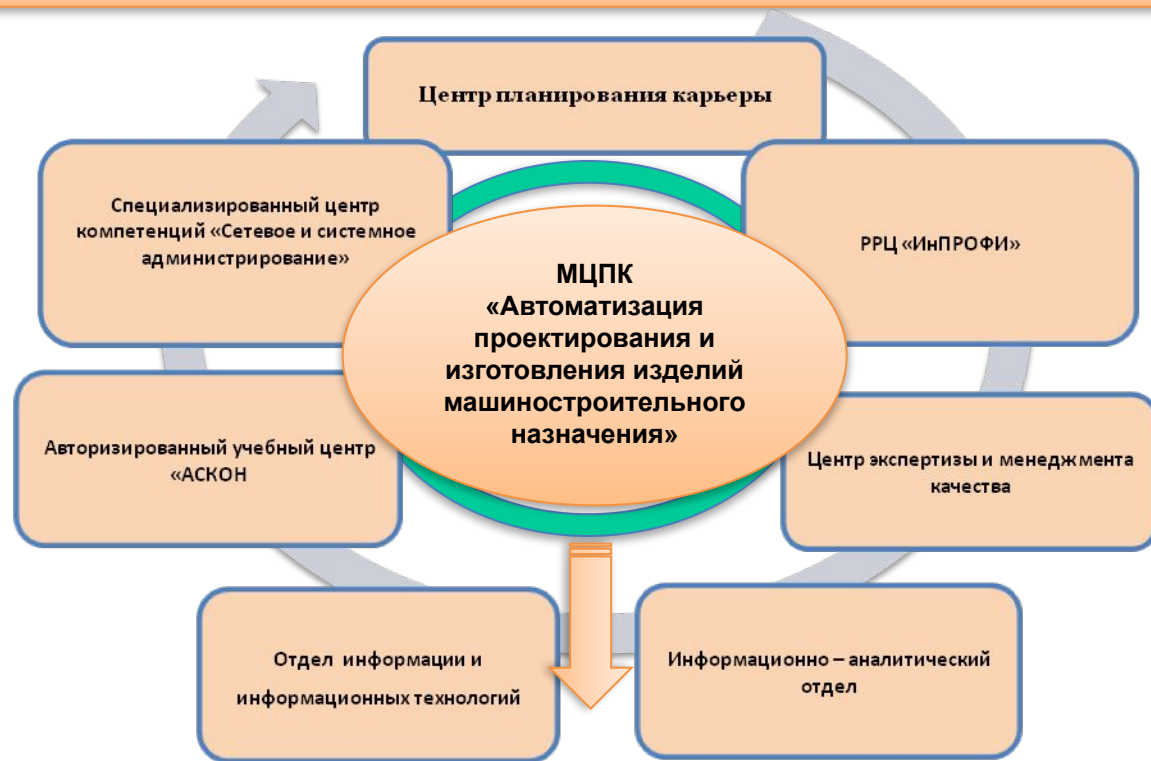 Центр планирования карьеры
Специализированный центр
компетенций «Сетевое и системное
администрирование»
РРЦ «ИнПРОФИ»
МЦПК
«Автоматизация
проектирования и
изготовления изделий
машиностроительного
назначения»
Авторизированный учебный центр
«АСКОН
Центр экспертизы и менеджмента
качества
Отдел информации и
информационных технологий
Информационно – аналитический
отдел